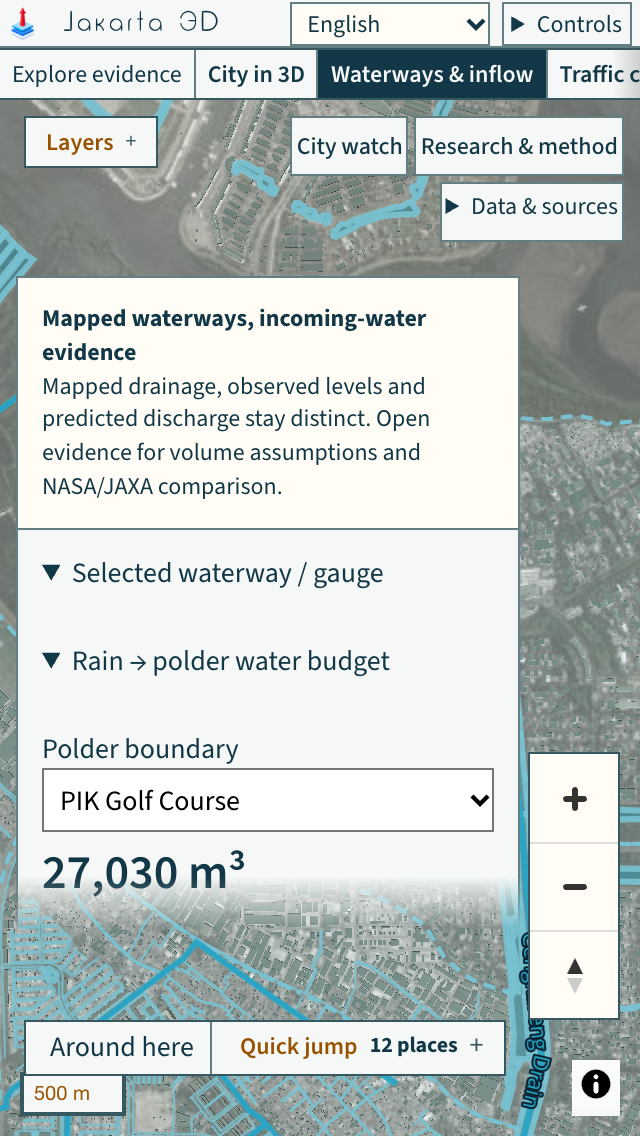 Jakarta 3D
English
Controls
Explore evidence
City in 3D
Waterways & inflow
Traffic c
Layers +
City watch
Research & method
Data & sources
Mapped waterways, incoming-water
evidence
Mapped drainage, observed levels and
predicted discharge stay distinct. Open
evidence for volume assumptions and
NASA/JAXA comparison.
Selected waterway / gauge
Rain → polder water budget
Polder boundary
PIK Golf Course
27,030 m³
Around here
Quick jump 12 places +
500 m
Drain